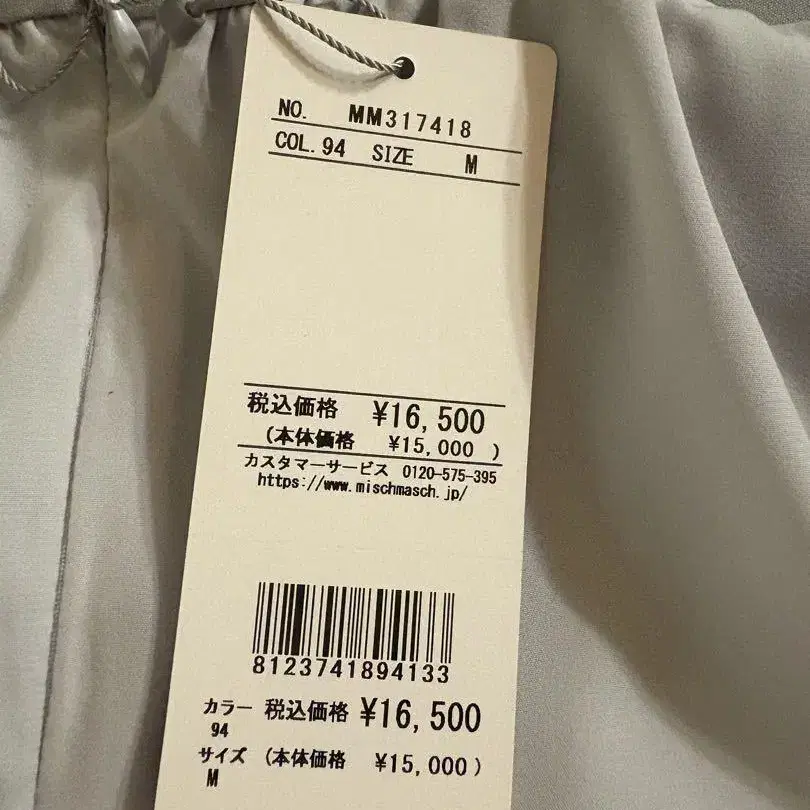 NO. MM317418
COL. 94 SIZE M
税込価格 ¥16,500
(本体価格 ¥15,000 )
カスタマーサービス 0120-575-395
https://www.mischmasch.jp/
8123741894133
カラー 税込価格 ¥16,500
94
サイズ (本体価格 ¥15,000 )
M